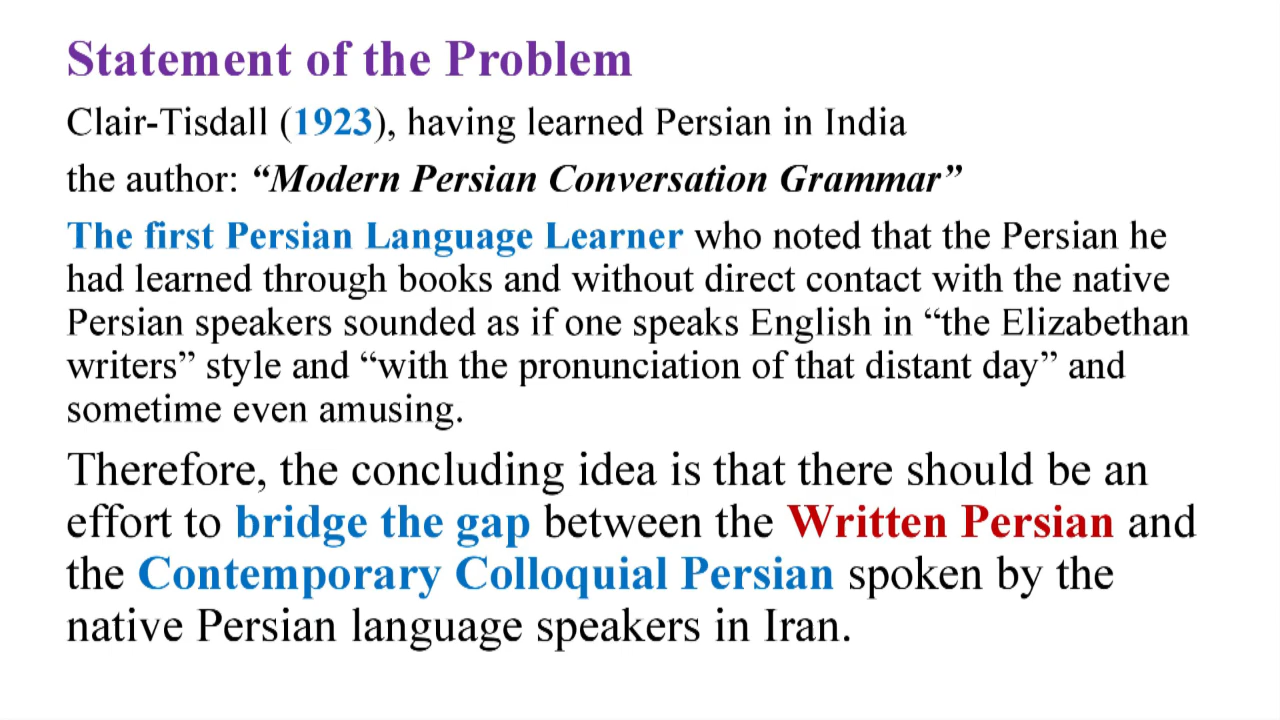 Statement of the Problem
Clair-Tisdall (1923), having learned Persian in India
the author: “Modern Persian Conversation Grammar”
The first Persian Language Learner who noted that the Persian he
had learned through books and without direct contact with the native
Persian speakers sounded as if one speaks English in “the Elizabethan
writers” style and “with the pronunciation of that distant day” and
sometime even amusing.
Therefore, the concluding idea is that there should be an
effort to bridge the gap between the Written Persian and
the Contemporary Colloquial Persian spoken by the
native Persian language speakers in Iran.